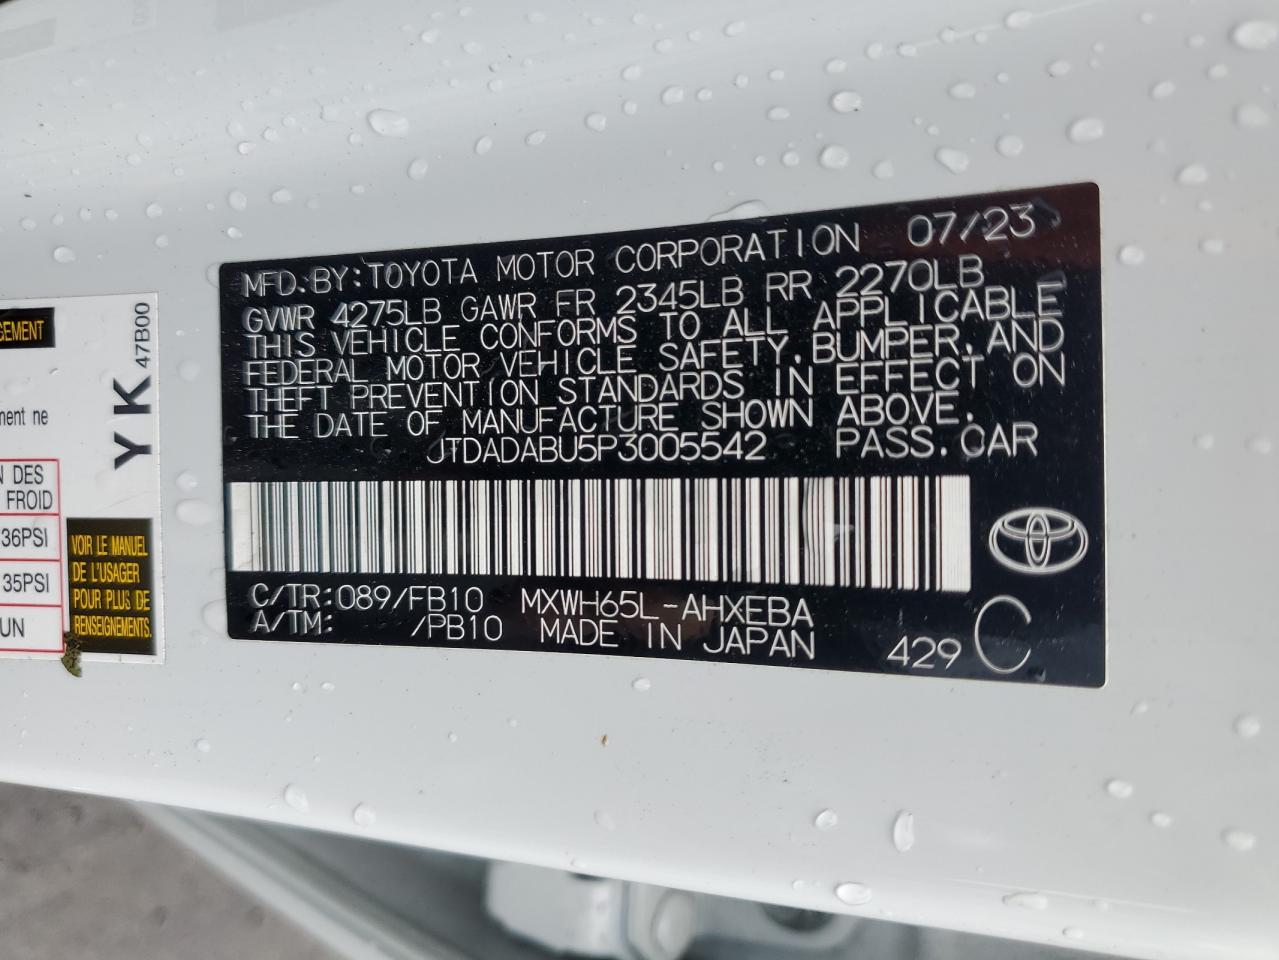 MFD.BY:TOYOTA MOTOR CORPORATION 07/23
GVWR 4275LB GAWR FR 2345LB RR 2270LB
THIS VEHICLE CONFORMS TO ALL APPLICABLE
FEDERAL MOTOR VEHICLE SAFETY,BUMPER,AND
THEFT PREVENTION STANDARDS IN EFFECT ON
THE DATE OF MANUFACTURE SHOWN ABOVE.
JTDADABU5P3005542 PASS.CAR
C/TR:089/FB10 MXWH65L-AHXEBA
A/TM: /PB10 MADE IN JAPAN 429 C
GEMENT
YK 47B00
ment ne
N DES
FROID
36PSI
35PSI
UN
VOIR LE MANUEL
DE L'USAGER
POUR PLUS DE
RENSEIGNEMENTS.